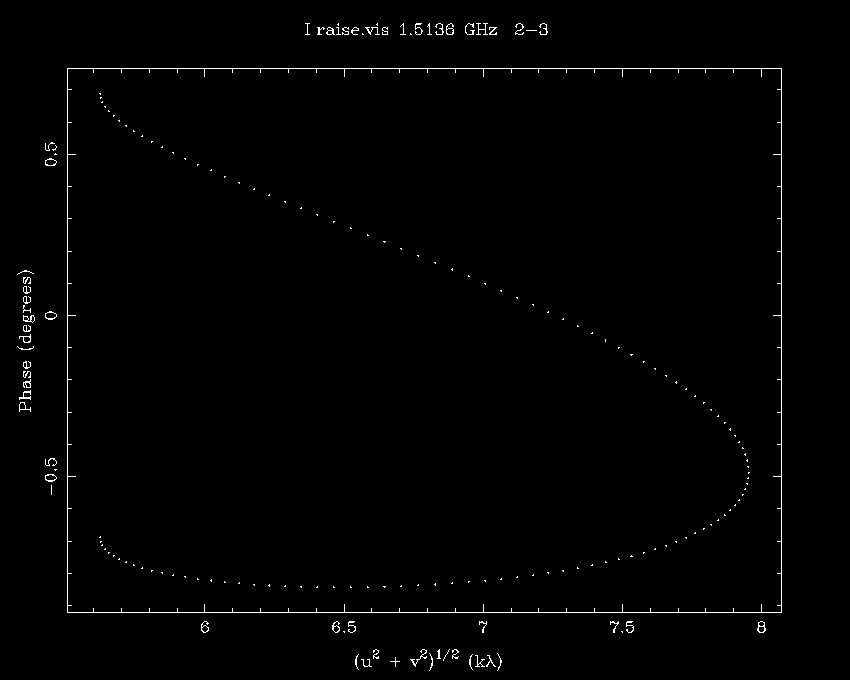 I raise.vis 1.5136 GHz 2−3
0.5
0
−0.5
Phase (degrees)
6 6.5 7 7.5 8
(u² + v²)^1/2 (kλ)